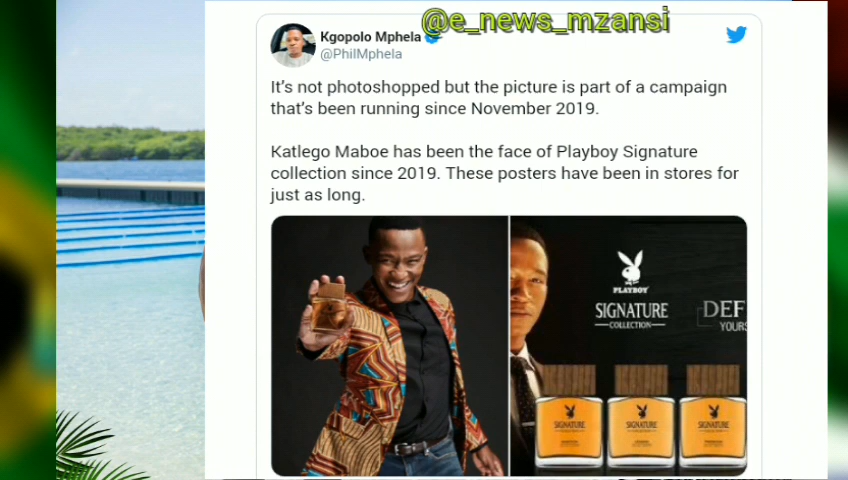 @e_news_mzansi
Kgopolo Mphela
@PhilMphela
It's not photoshopped but the picture is part of a campaign
that's been running since November 2019.
Katlego Maboe has been the face of Playboy Signature
collection since 2019. These posters have been in stores for
just as long.
PLAYBOY
SIGNATURE
COLLECTION
DEF
YOURS
SIGNATURE
SIGNATURE
SIGNATURE